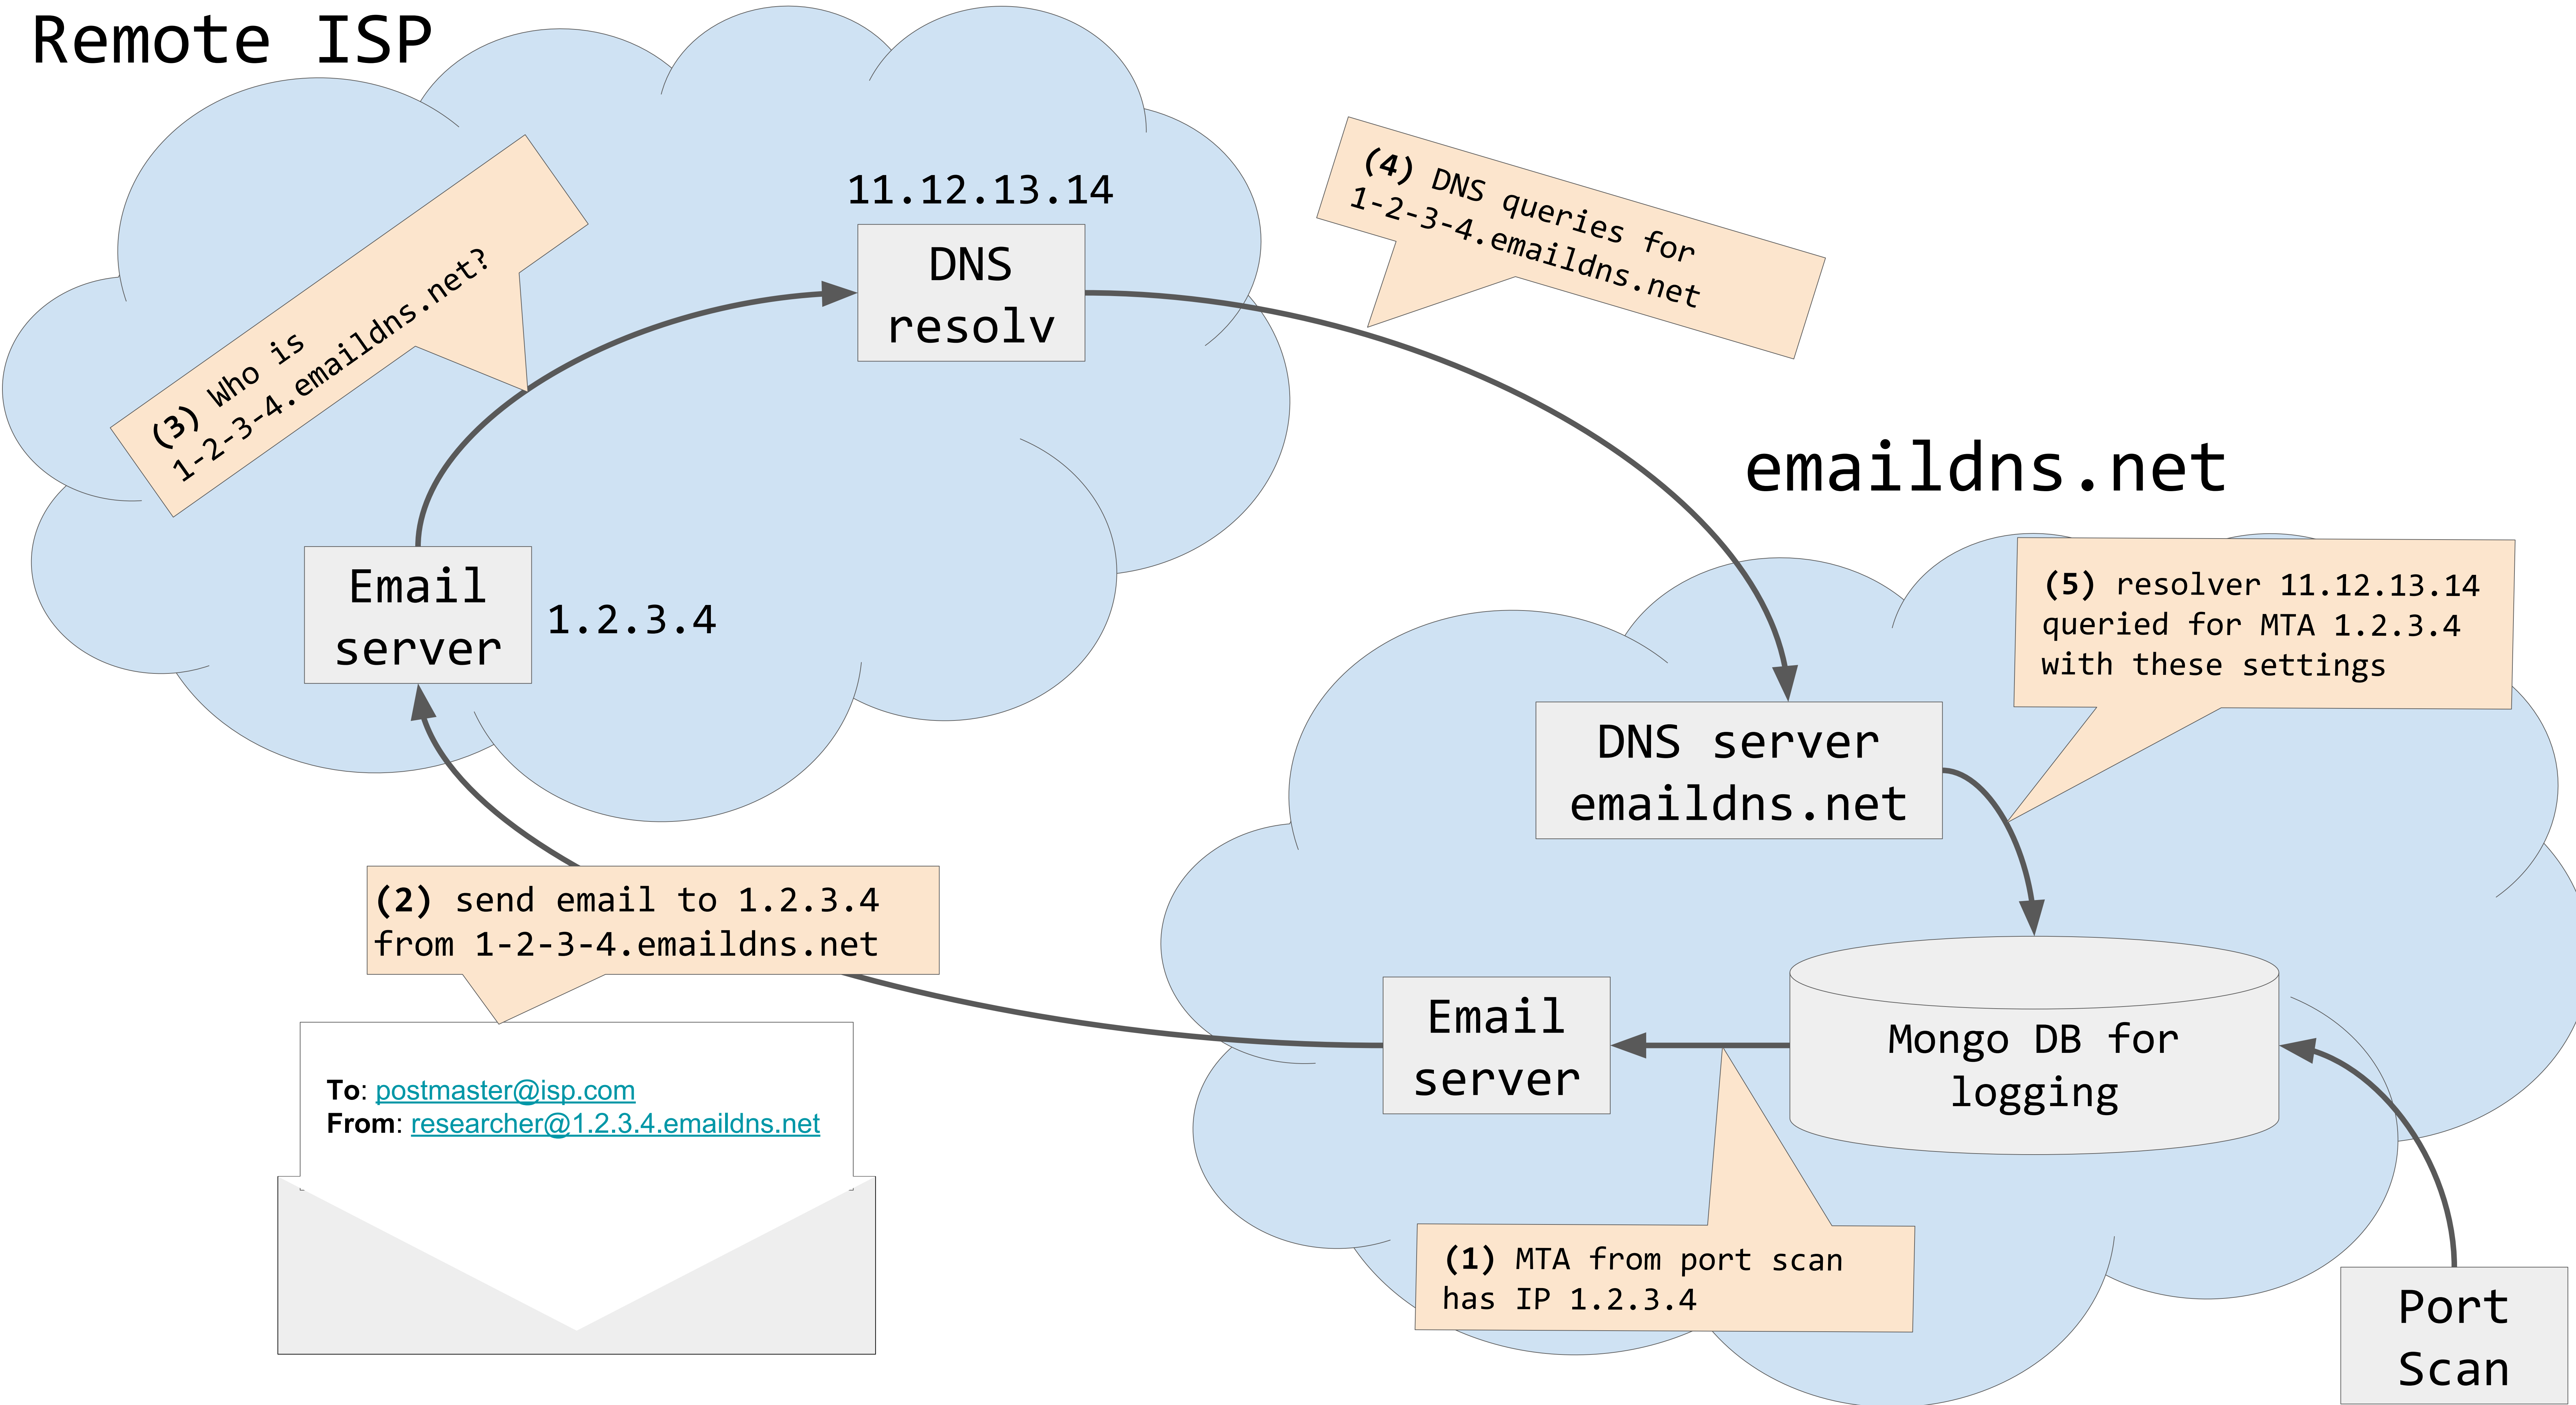 Remote ISP
11.12.13.14
DNS
resolv
(3) Who is
1-2-3-4.emaildns.net?
(4) DNS queries for
1-2-3-4.emaildns.net
Email
server
1.2.3.4
emaildns.net
(5) resolver 11.12.13.14
queried for MTA 1.2.3.4
with these settings
DNS server
emaildns.net
(2) send email to 1.2.3.4
from 1-2-3-4.emaildns.net
To: postmaster@isp.com
From: researcher@1.2.3.4.emaildns.net
Email
server
Mongo DB for
logging
(1) MTA from port scan
has IP 1.2.3.4
Port
Scan